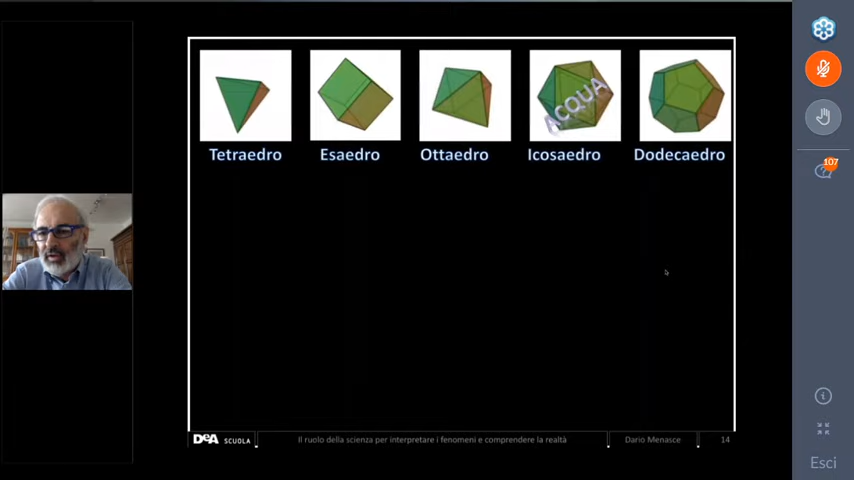 ACQUA
Tetraedro Esaedro Ottaedro Icosaedro Dodecaedro
107
DeA SCUOLA Il ruolo della scienza per interpretare i fenomeni e comprendere la realtà Dario Menasce 14
Esci